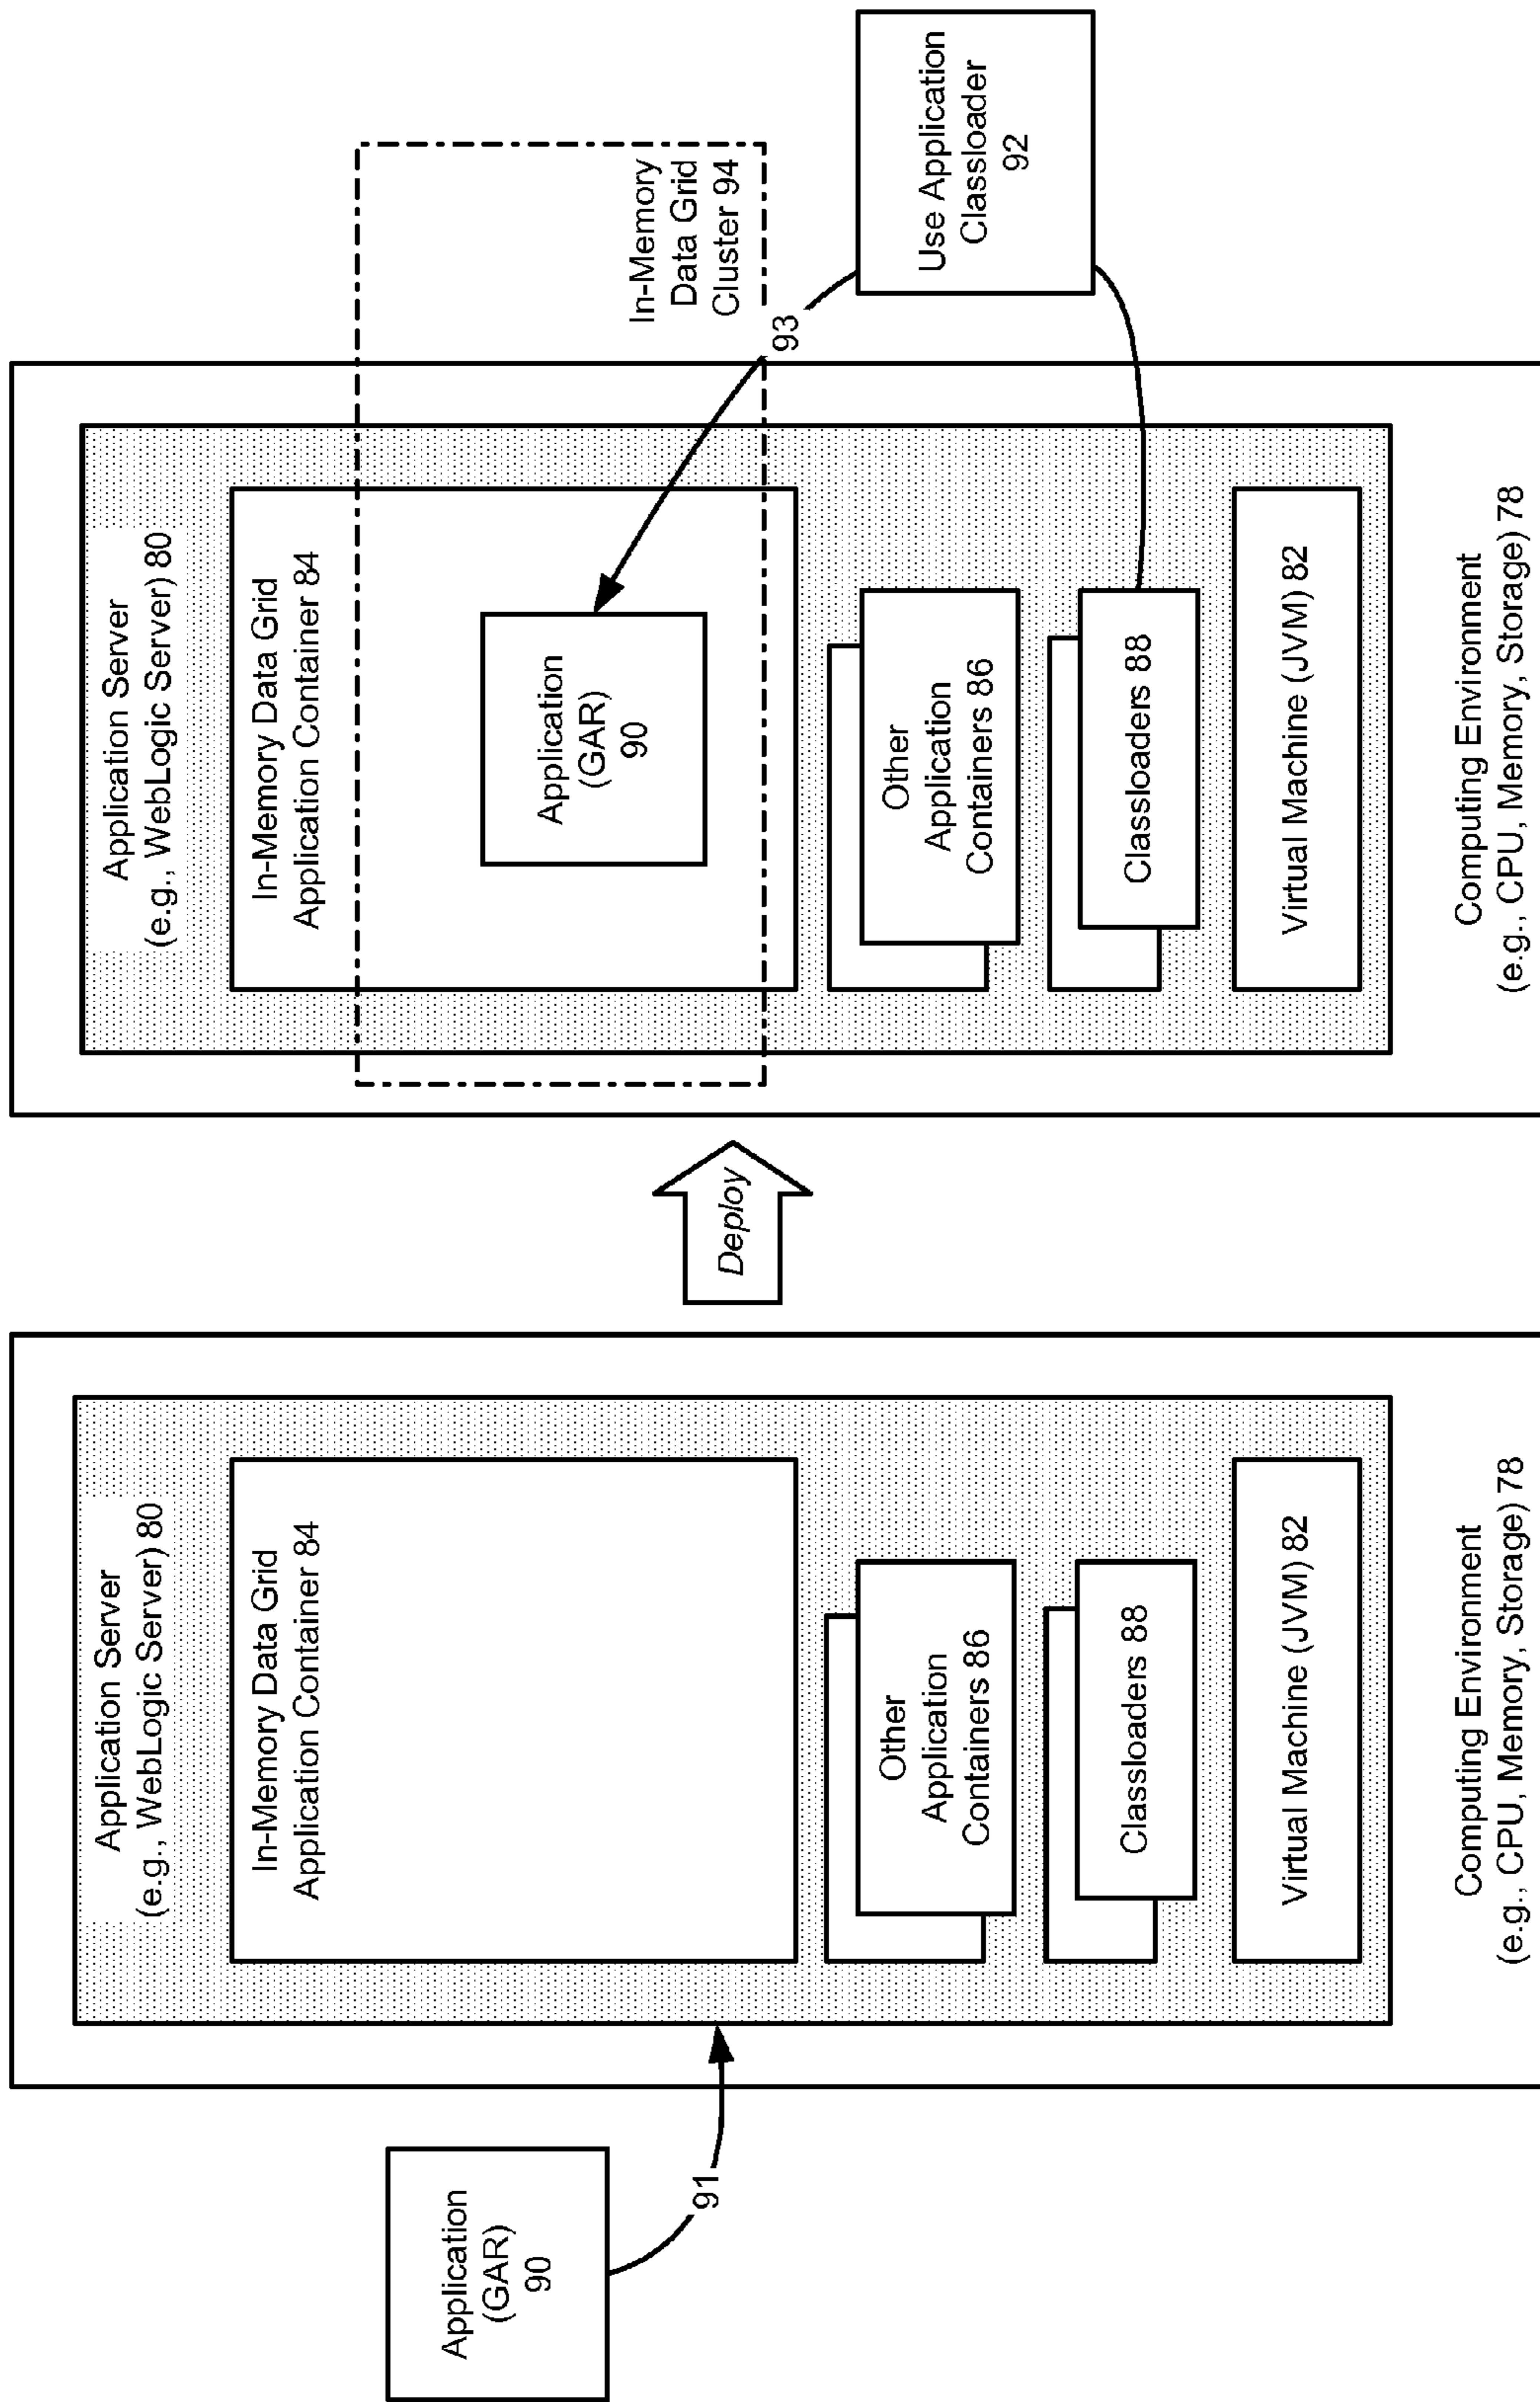 Application
(GAR)
90
91
Application Server
(e.g., WebLogic Server) 80
In-Memory Data Grid
Application Container 84
Other
Application
Containers 86
Classloaders 88
Virtual Machine (JVM) 82
Computing Environment
(e.g., CPU, Memory, Storage) 78
Deploy
Application Server
(e.g., WebLogic Server) 80
In-Memory Data Grid
Application Container 84
Application
(GAR)
90
Other
Application
Containers 86
Classloaders 88
Virtual Machine (JVM) 82
Computing Environment
(e.g., CPU, Memory, Storage) 78
In-Memory
Data Grid
Cluster 94
93
Use Application
Classloader
92